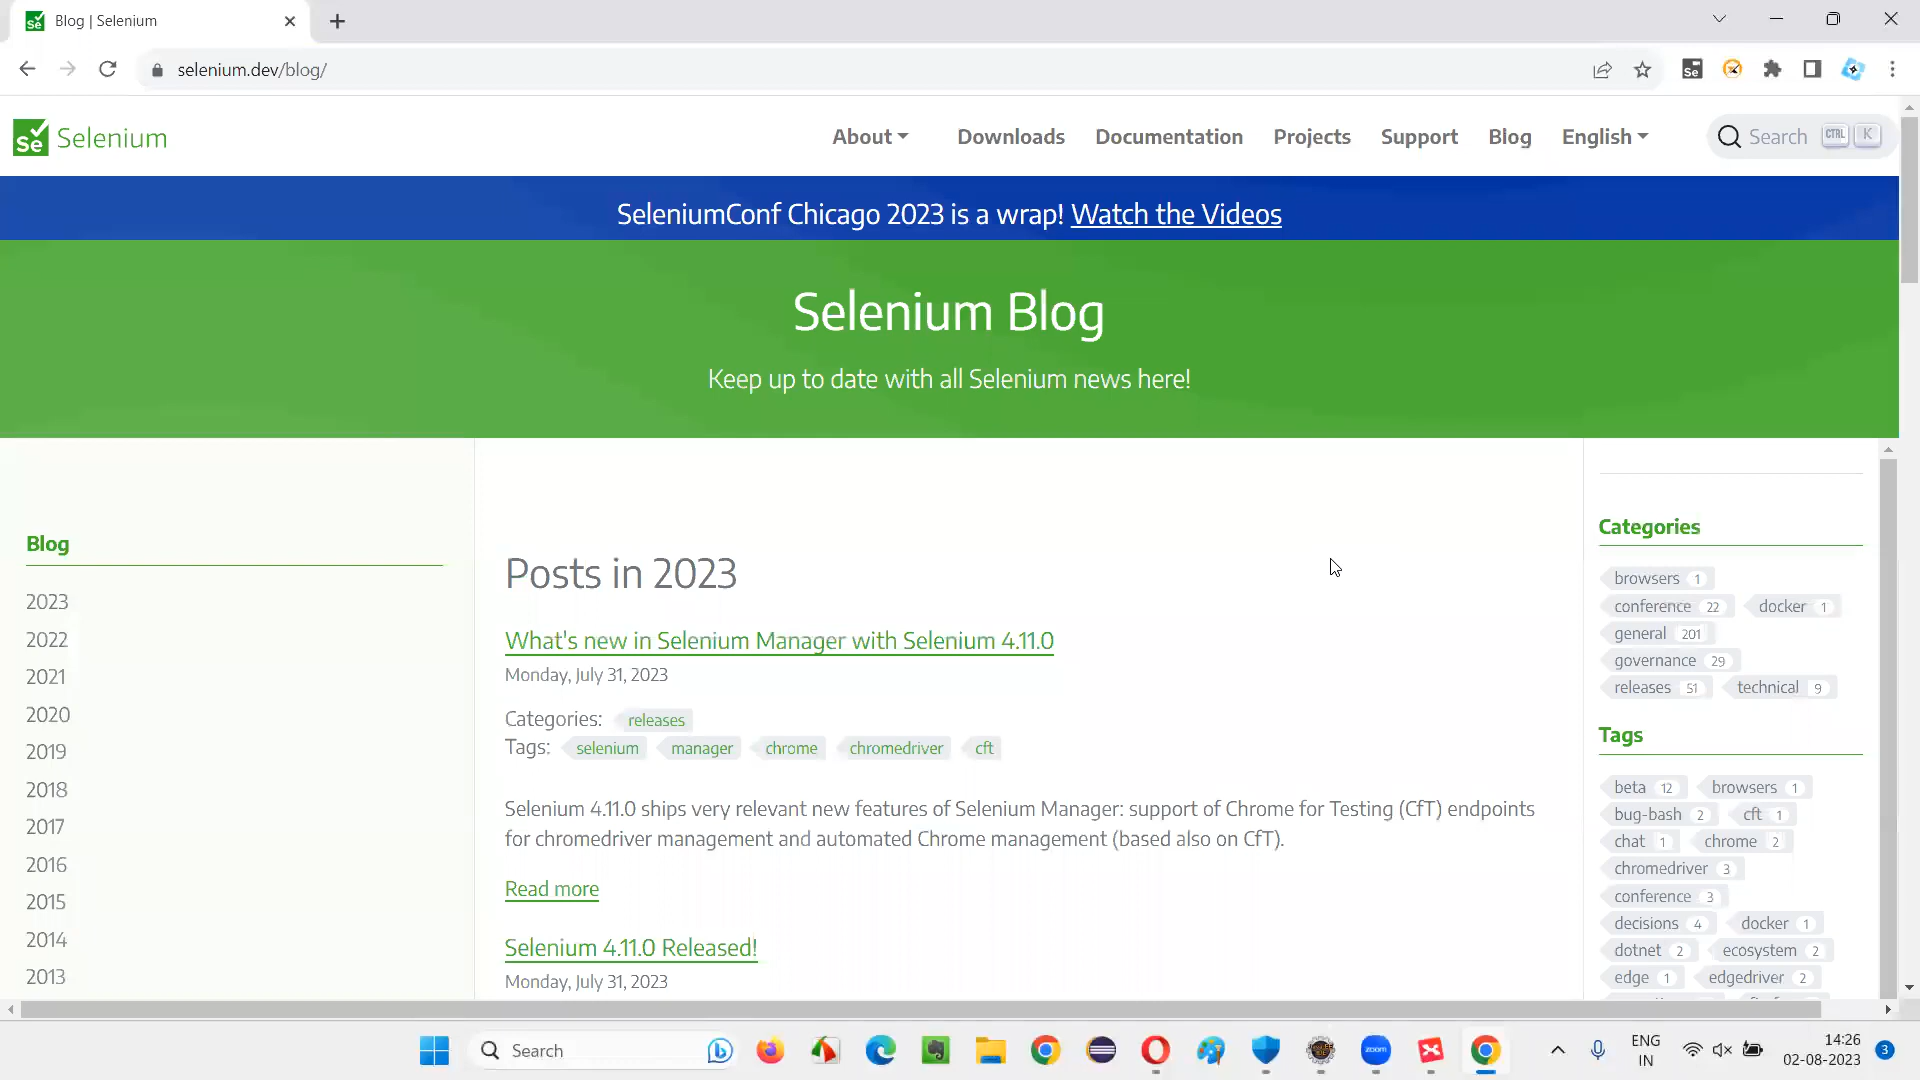 Blog | Selenium
selenium.dev/blog/
Se
Se Selenium
About
Downloads
Documentation
Projects
Support
Blog
English
Search CTRL K
SeleniumConf Chicago 2023 is a wrap! Watch the Videos
Selenium Blog
Keep up to date with all Selenium news here!
Blog
2023
2022
2021
2020
2019
2018
2017
2016
2015
2014
2013
Posts in 2023
What's new in Selenium Manager with Selenium 4.11.0
Monday, July 31, 2023
Categories: releases
Tags: selenium manager chrome chromedriver cft
Selenium 4.11.0 ships very relevant new features of Selenium Manager: support of Chrome for Testing (CfT) endpoints
for chromedriver management and automated Chrome management (based also on CfT).
Read more
Selenium 4.11.0 Released!
Monday, July 31, 2023
Categories
browsers 1
conference 22 docker 1
general 201
governance 29
releases 51 technical 9
Tags
beta 12 browsers 1
bug-bash 2 cft 1
chat 1 chrome 2
chromedriver 3
conference 3
decisions 4 docker 1
dotnet 2 ecosystem 2
edge 1 edgedriver 2
Search
zoom
ENG
IN
14:26
02-08-2023
3